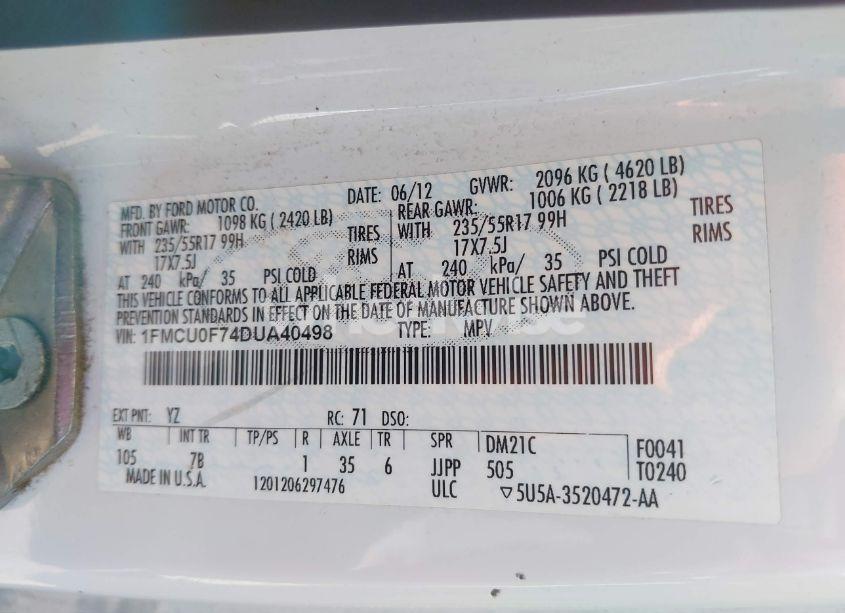 MFD. BY FORD MOTOR CO.
DATE: 06/12
GVWR: 2096 KG ( 4620 LB)
FRONT GAWR: 1098 KG ( 2420 LB)
REAR GAWR: 1006 KG ( 2218 LB)
WITH 235/55R17 99H TIRES
WITH 235/55R17 99H TIRES
17X7.5J RIMS
17X7.5J RIMS
AT 240 kPa/ 35 PSI COLD
AT 240 kPa/ 35 PSI COLD
THIS VEHICLE CONFORMS TO ALL APPLICABLE FEDERAL MOTOR VEHICLE SAFETY AND THEFT
PREVENTION STANDARDS IN EFFECT ON THE DATE OF MANUFACTURE SHOWN ABOVE.
VIN: 1FMCU0F74DUA40498 TYPE: MPV
EXT PNT: YZ RC: 71 DSO:
WB INT TR TP/PS R AXLE TR SPR DM21C F0041
105 7B 1 35 6 JJPP 505 T0240
MADE IN U.S.A. 1201206297476 ULC ▽5U5A-3520472-AA